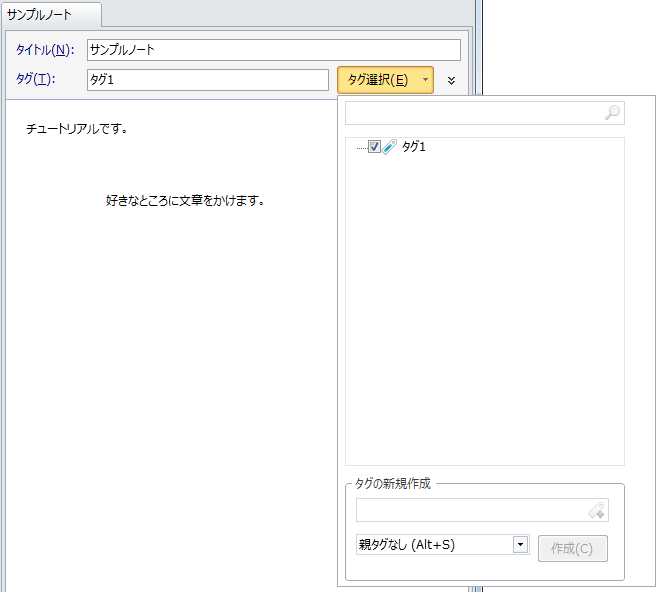 サンプルノート
タイトル(N): サンプルノート
タグ(T): タグ1 タグ選択(E)
チュートリアルです。
好きなところに文章をかけます。
タグ1
タグの新規作成
親タグなし (Alt+S)
作成(C)